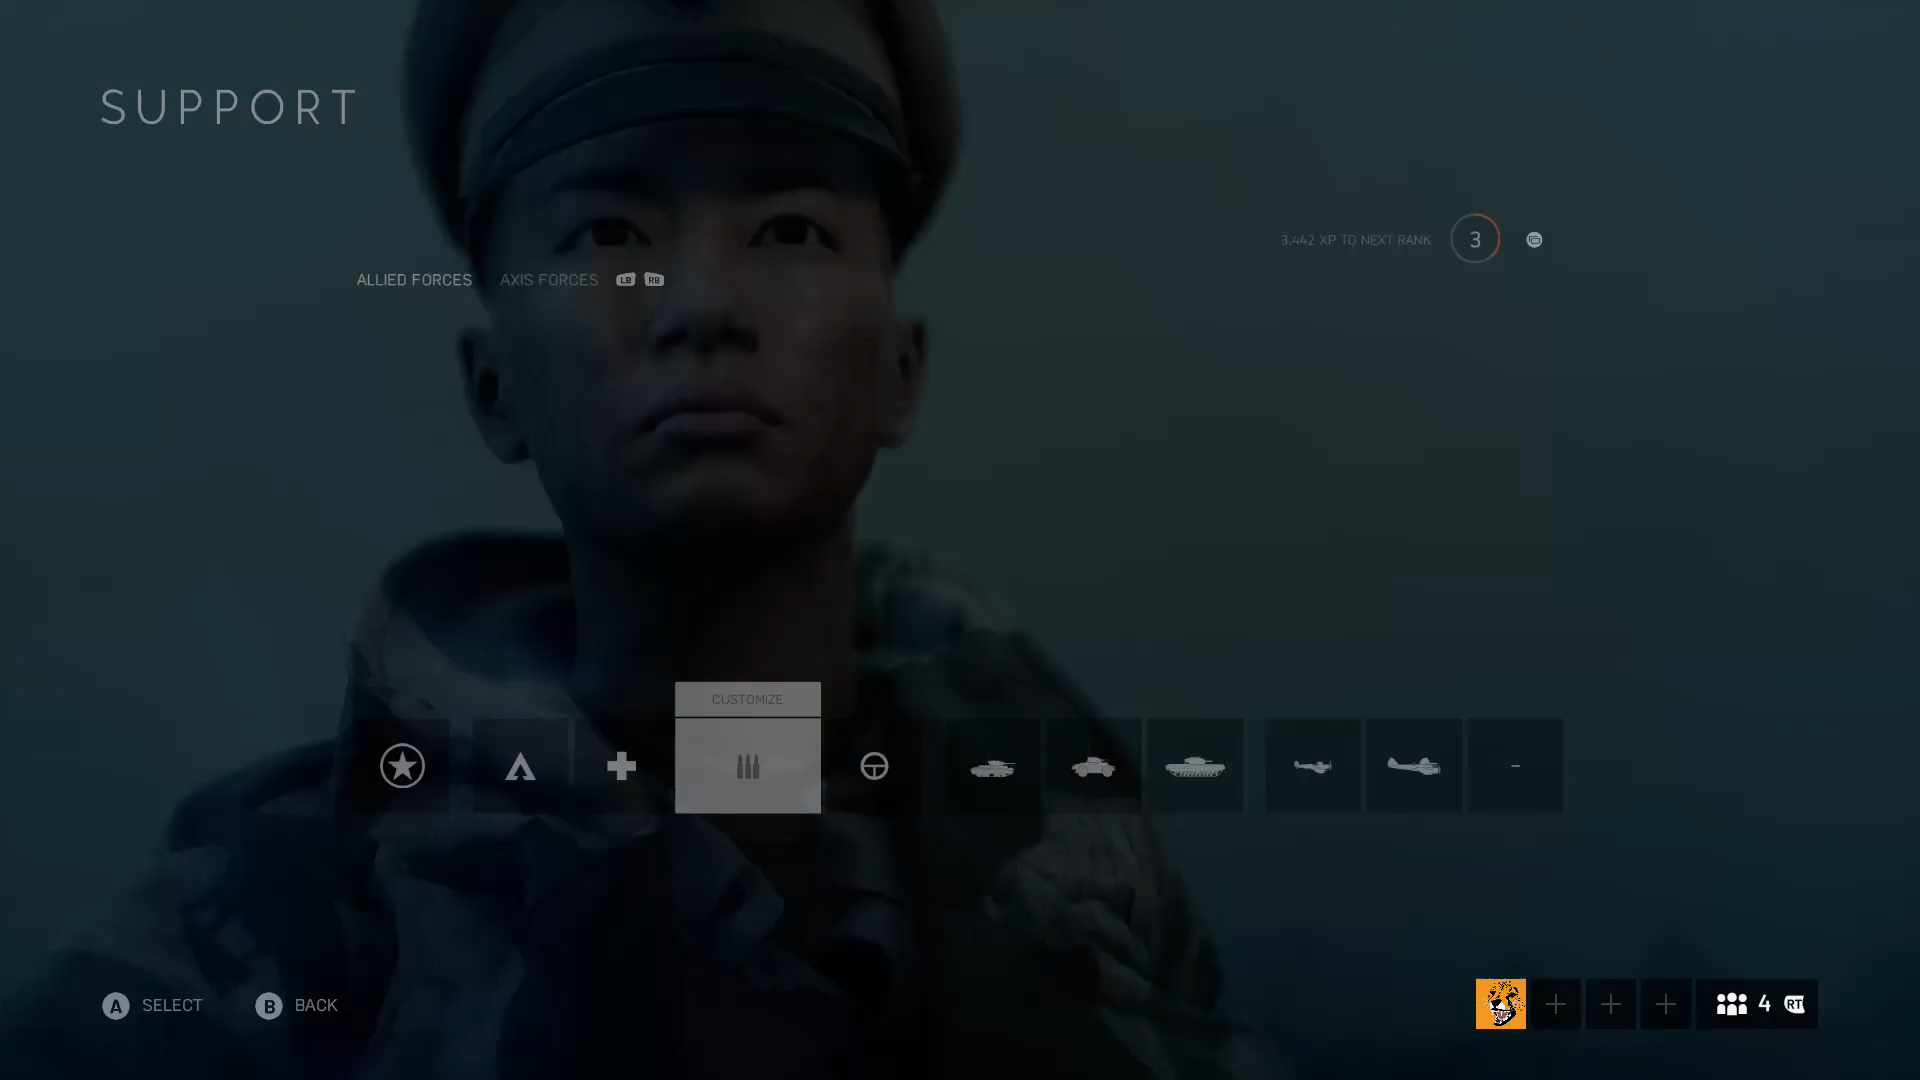 SUPPORT
3,442 XP TO NEXT RANK 3
ALLIED FORCES AXIS FORCES LB RB
CUSTOMIZE
A SELECT B BACK
4 RT